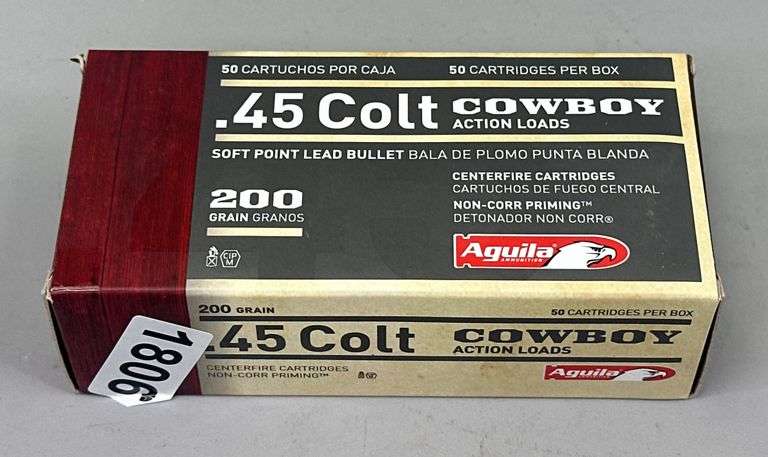 50 CARTUCHOS POR CAJA 50 CARTRIDGES PER BOX
.45 Colt COWBOY
ACTION LOADS
SOFT POINT LEAD BULLET BALA DE PLOMO PUNTA BLANDA
200
GRAIN GRANOS
CENTERFIRE CARTRIDGES
CARTUCHOS DE FUEGO CENTRAL
NON-CORR PRIMING™
DETONADOR NON CORR®
CIP
M
Aguila
AMMUNITION
200 GRAIN 50 CARTRIDGES PER BOX
.45 Colt COWBOY
ACTION LOADS
CENTERFIRE CARTRIDGES
NON-CORR PRIMING™
Aguila
1806